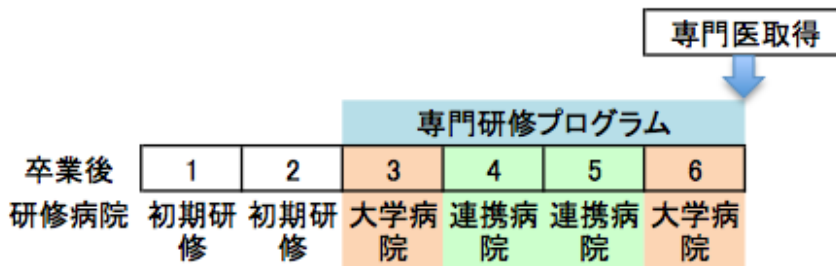 専門医取得
専門研修プログラム
卒業後 1 2 3 4 5 6
研修病院 初期研修 初期研修 大学病院 連携病院 連携病院 大学病院